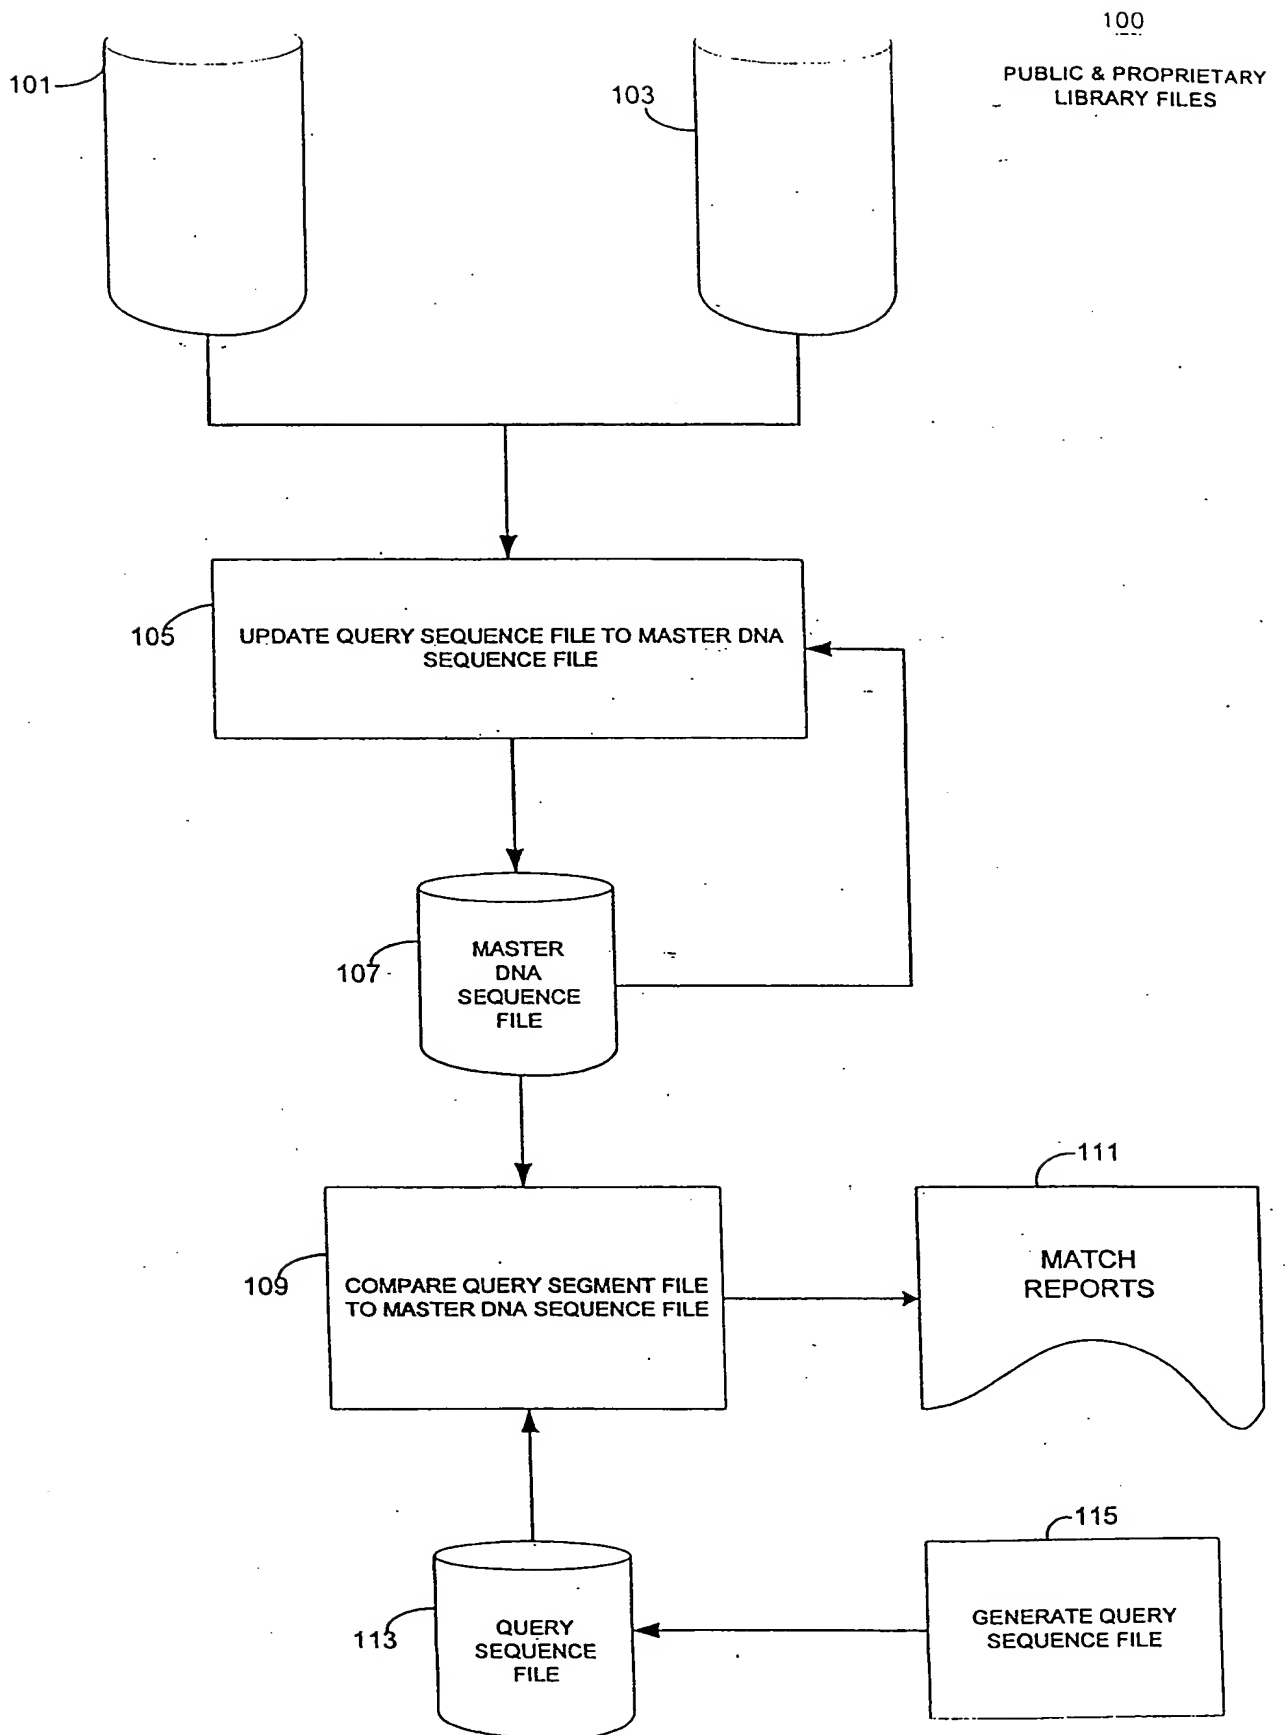 100
PUBLIC & PROPRIETARY
LIBRARY FILES
101
103
105
UPDATE QUERY SEQUENCE FILE TO MASTER DNA
SEQUENCE FILE
107
MASTER
DNA
SEQUENCE
FILE
109
COMPARE QUERY SEGMENT FILE
TO MASTER DNA SEQUENCE FILE
111
MATCH
REPORTS
113
QUERY
SEQUENCE
FILE
115
GENERATE QUERY
SEQUENCE FILE